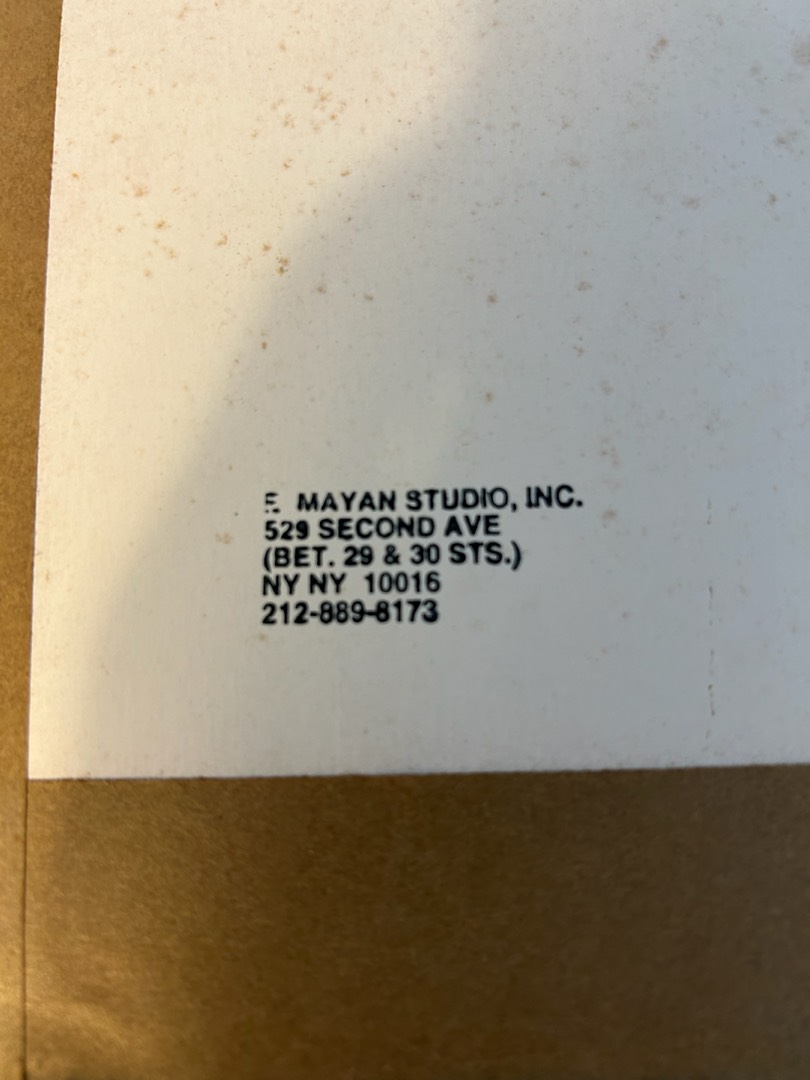 E. MAYAN STUDIO, INC.
529 SECOND AVE
(BET. 29 & 30 STS.)
NY NY 10016
212-889-8173